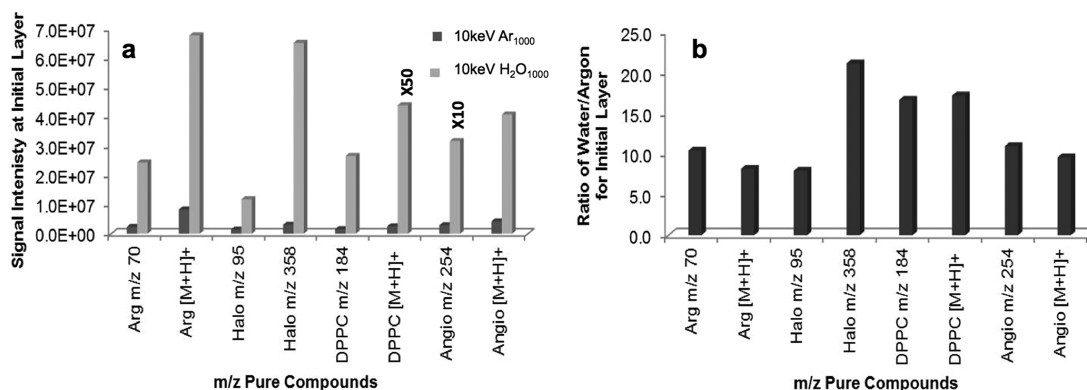 a
10keV Ar1000
10keV H2O1000
Signal Intenisty at Initial Layer
7.0E+07
6.0E+07
5.0E+07
4.0E+07
3.0E+07
2.0E+07
1.0E+07
0.0E+00
X50
X10
Arg m/z 70
Arg [M+H]+
Halo m/z 95
Halo m/z 358
DPPC m/z 184
DPPC [M+H]+
Angio m/z 254
Angio [M+H]+
m/z Pure Compounds
b
Ratio of Water/Argon
for Initial Layer
25.0
20.0
15.0
10.0
5.0
0.0
Arg m/z 70
Arg [M+H]+
Halo m/z 95
Halo m/z 358
DPPC m/z 184
DPPC [M+H]+
Angio m/z 254
Angio [M+H]+
m/z Pure Compounds